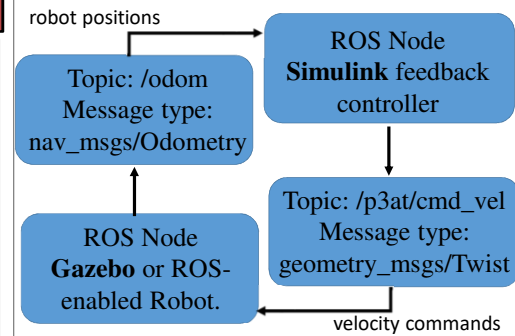 robot positions
Topic: /odom
Message type:
nav_msgs/Odometry
ROS Node
Simulink feedback
controller
Topic: /p3at/cmd_vel
Message type:
geometry_msgs/Twist
ROS Node
Gazebo or ROS-
enabled Robot.
velocity commands